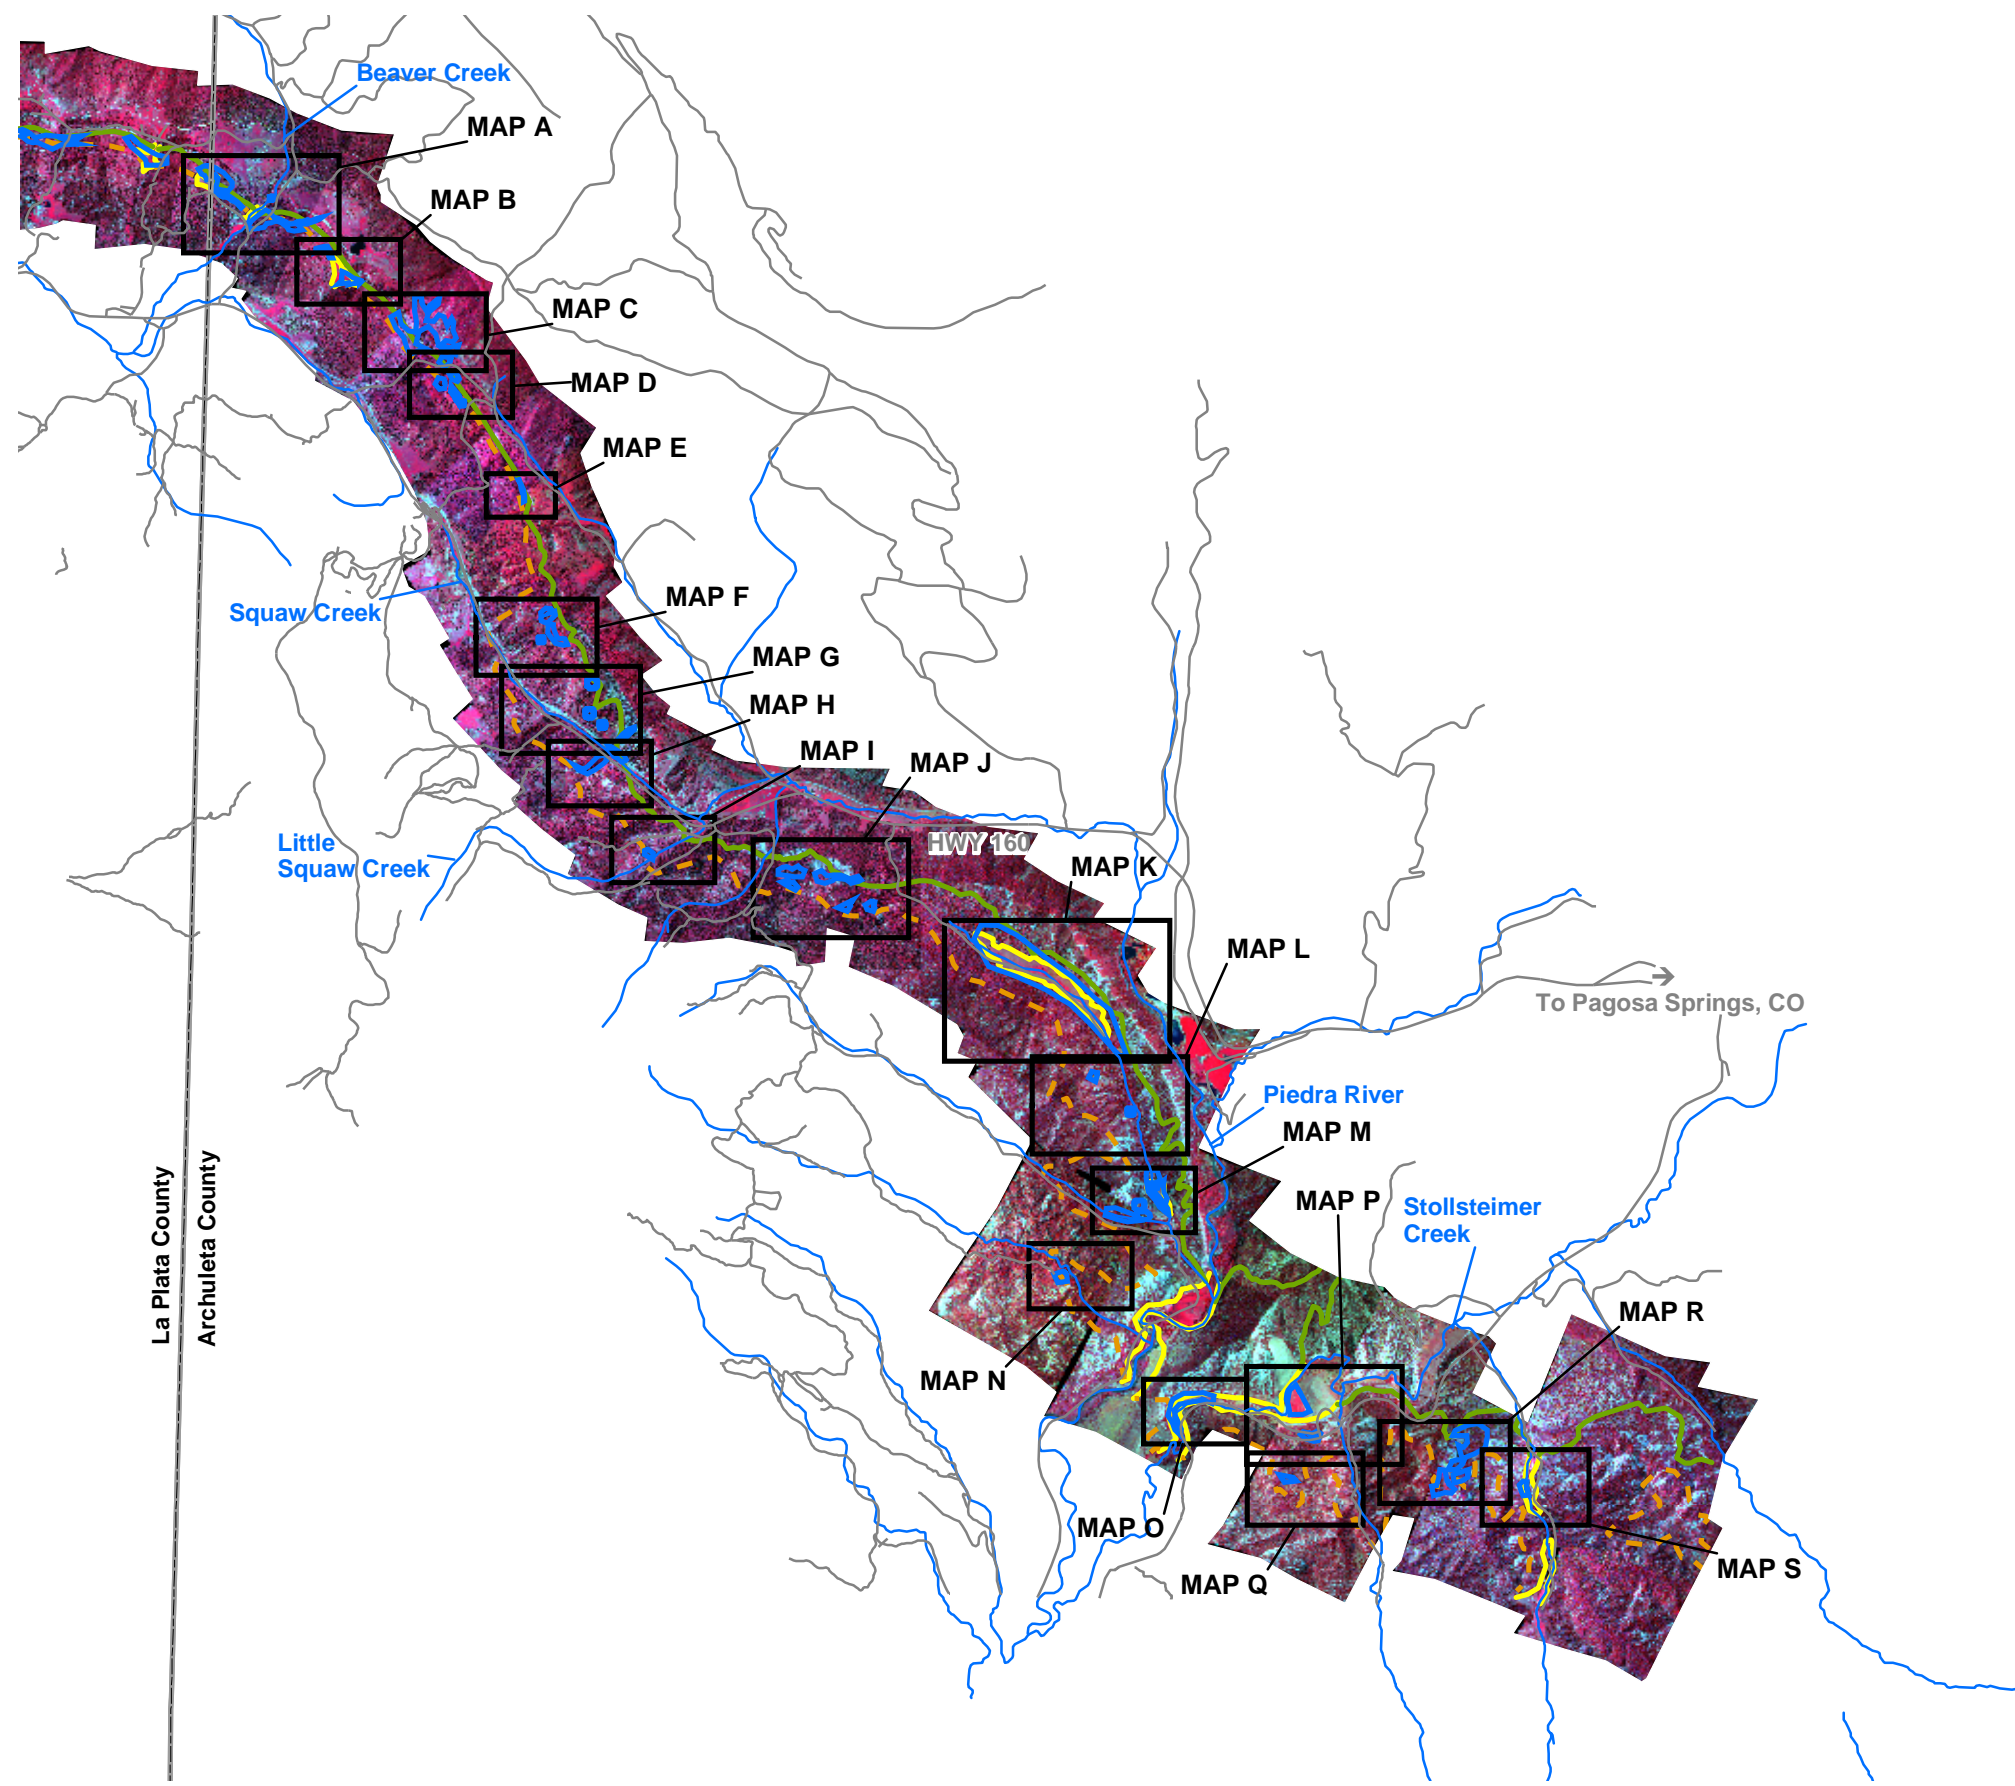 Beaver Creek
MAP A
MAP B
MAP C
MAP D
MAP E
MAP F
Squaw Creek
MAP G
MAP H
MAP I
MAP J
HWY 160
Little
Squaw Creek
MAP K
MAP L
To Pagosa Springs, CO
Piedra River
MAP M
La Plata County
Archuleta County
MAP P
Stollsteimer
Creek
MAP R
MAP N
MAP O
MAP Q
MAP S